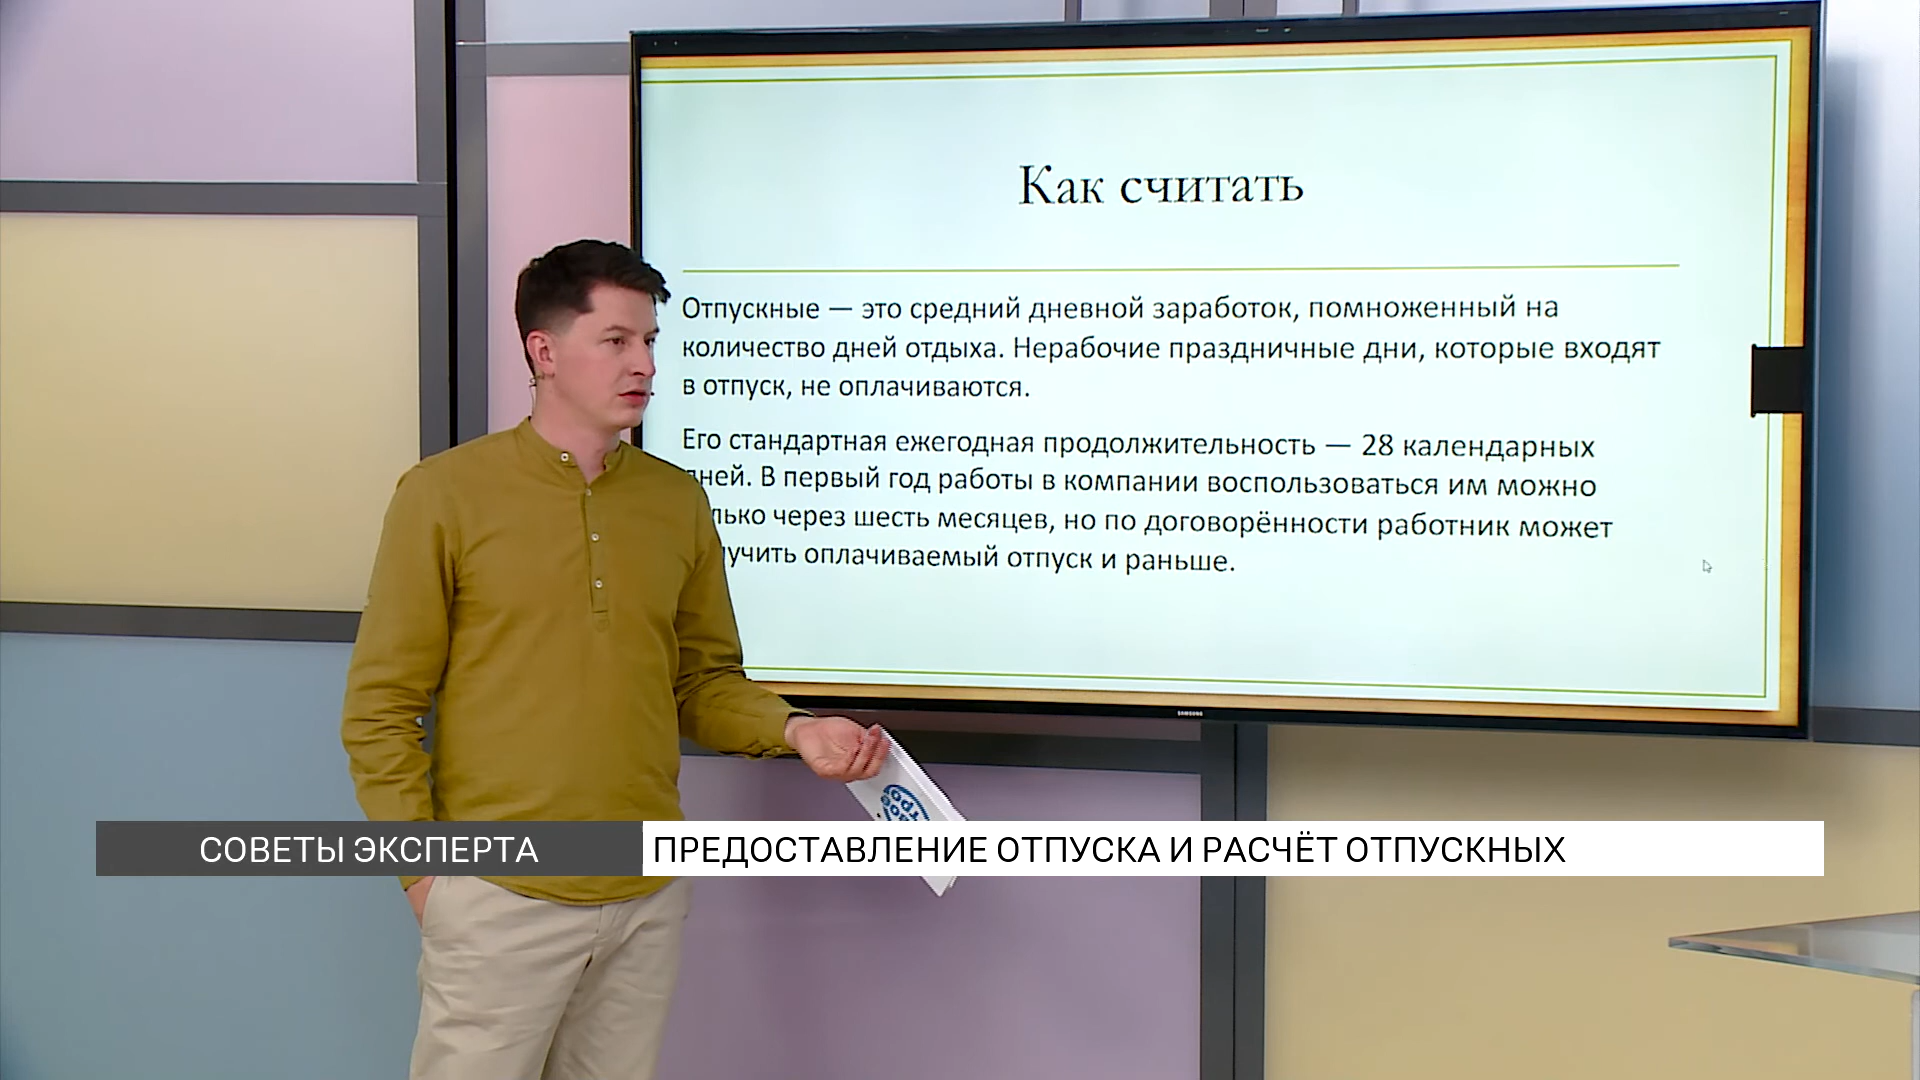 Как считать
Отпускные — это средний дневной заработок, помноженный на
количество дней отдыха. Нерабочие праздничные дни, которые входят
в отпуск, не оплачиваются.
Его стандартная ежегодная продолжительность — 28 календарных
В первый год работы в компании воспользоваться им можно
через шесть месяцев, но по договорённости работник может
оплачиваемый отпуск и раньше.
SAMSUNG
СОВЕТЫ ЭКСПЕРТА
ПРЕДОСТАВЛЕНИЕ ОТПУСКА И РАСЧЁТ ОТПУСКНЫХ